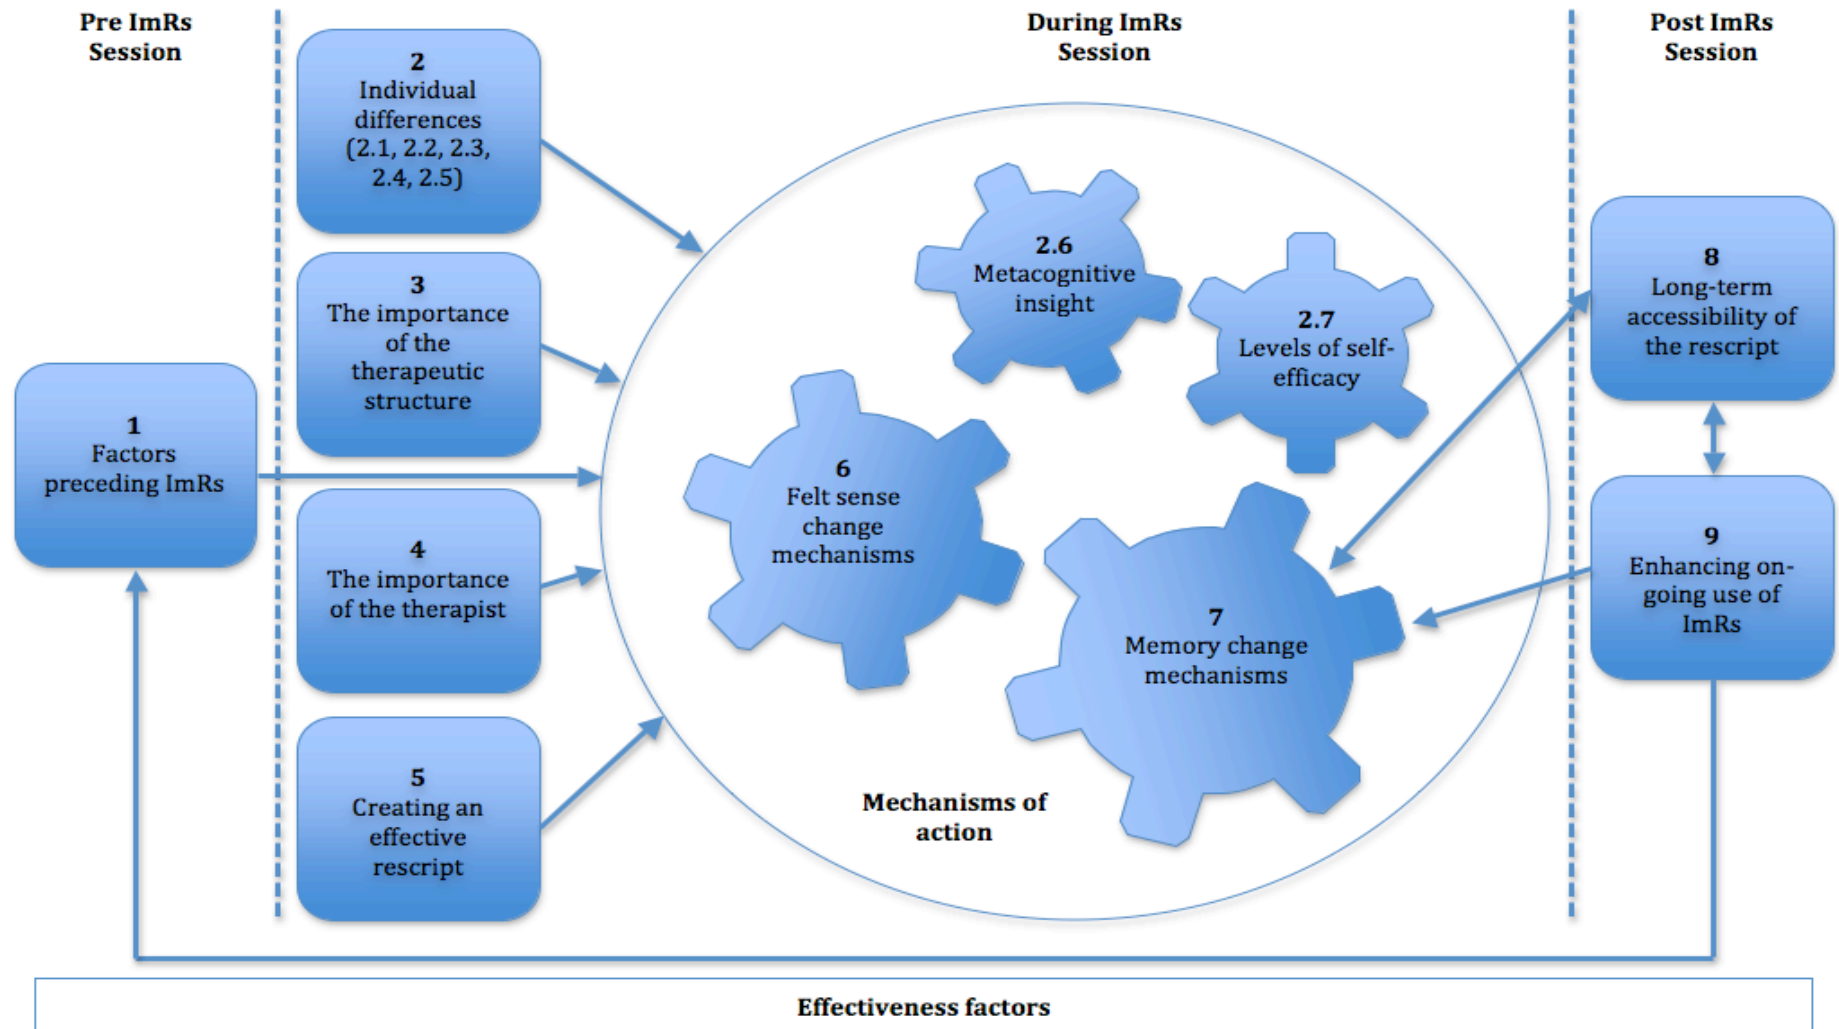 Pre ImRs
Session
During ImRs
Session
Post ImRs
Session
1
Factors
preceding ImRs
2
Individual
differences
(2.1, 2.2, 2.3,
2.4, 2.5)
3
The importance
of the
therapeutic
structure
4
The importance
of the therapist
5
Creating an
effective
rescript
2.6
Metacognitive
insight
2.7
Levels of self-
efficacy
6
Felt sense
change
mechanisms
7
Memory change
mechanisms
Mechanisms of
action
8
Long-term
accessibility of
the rescript
9
Enhancing on-
going use of
ImRs
Effectiveness factors